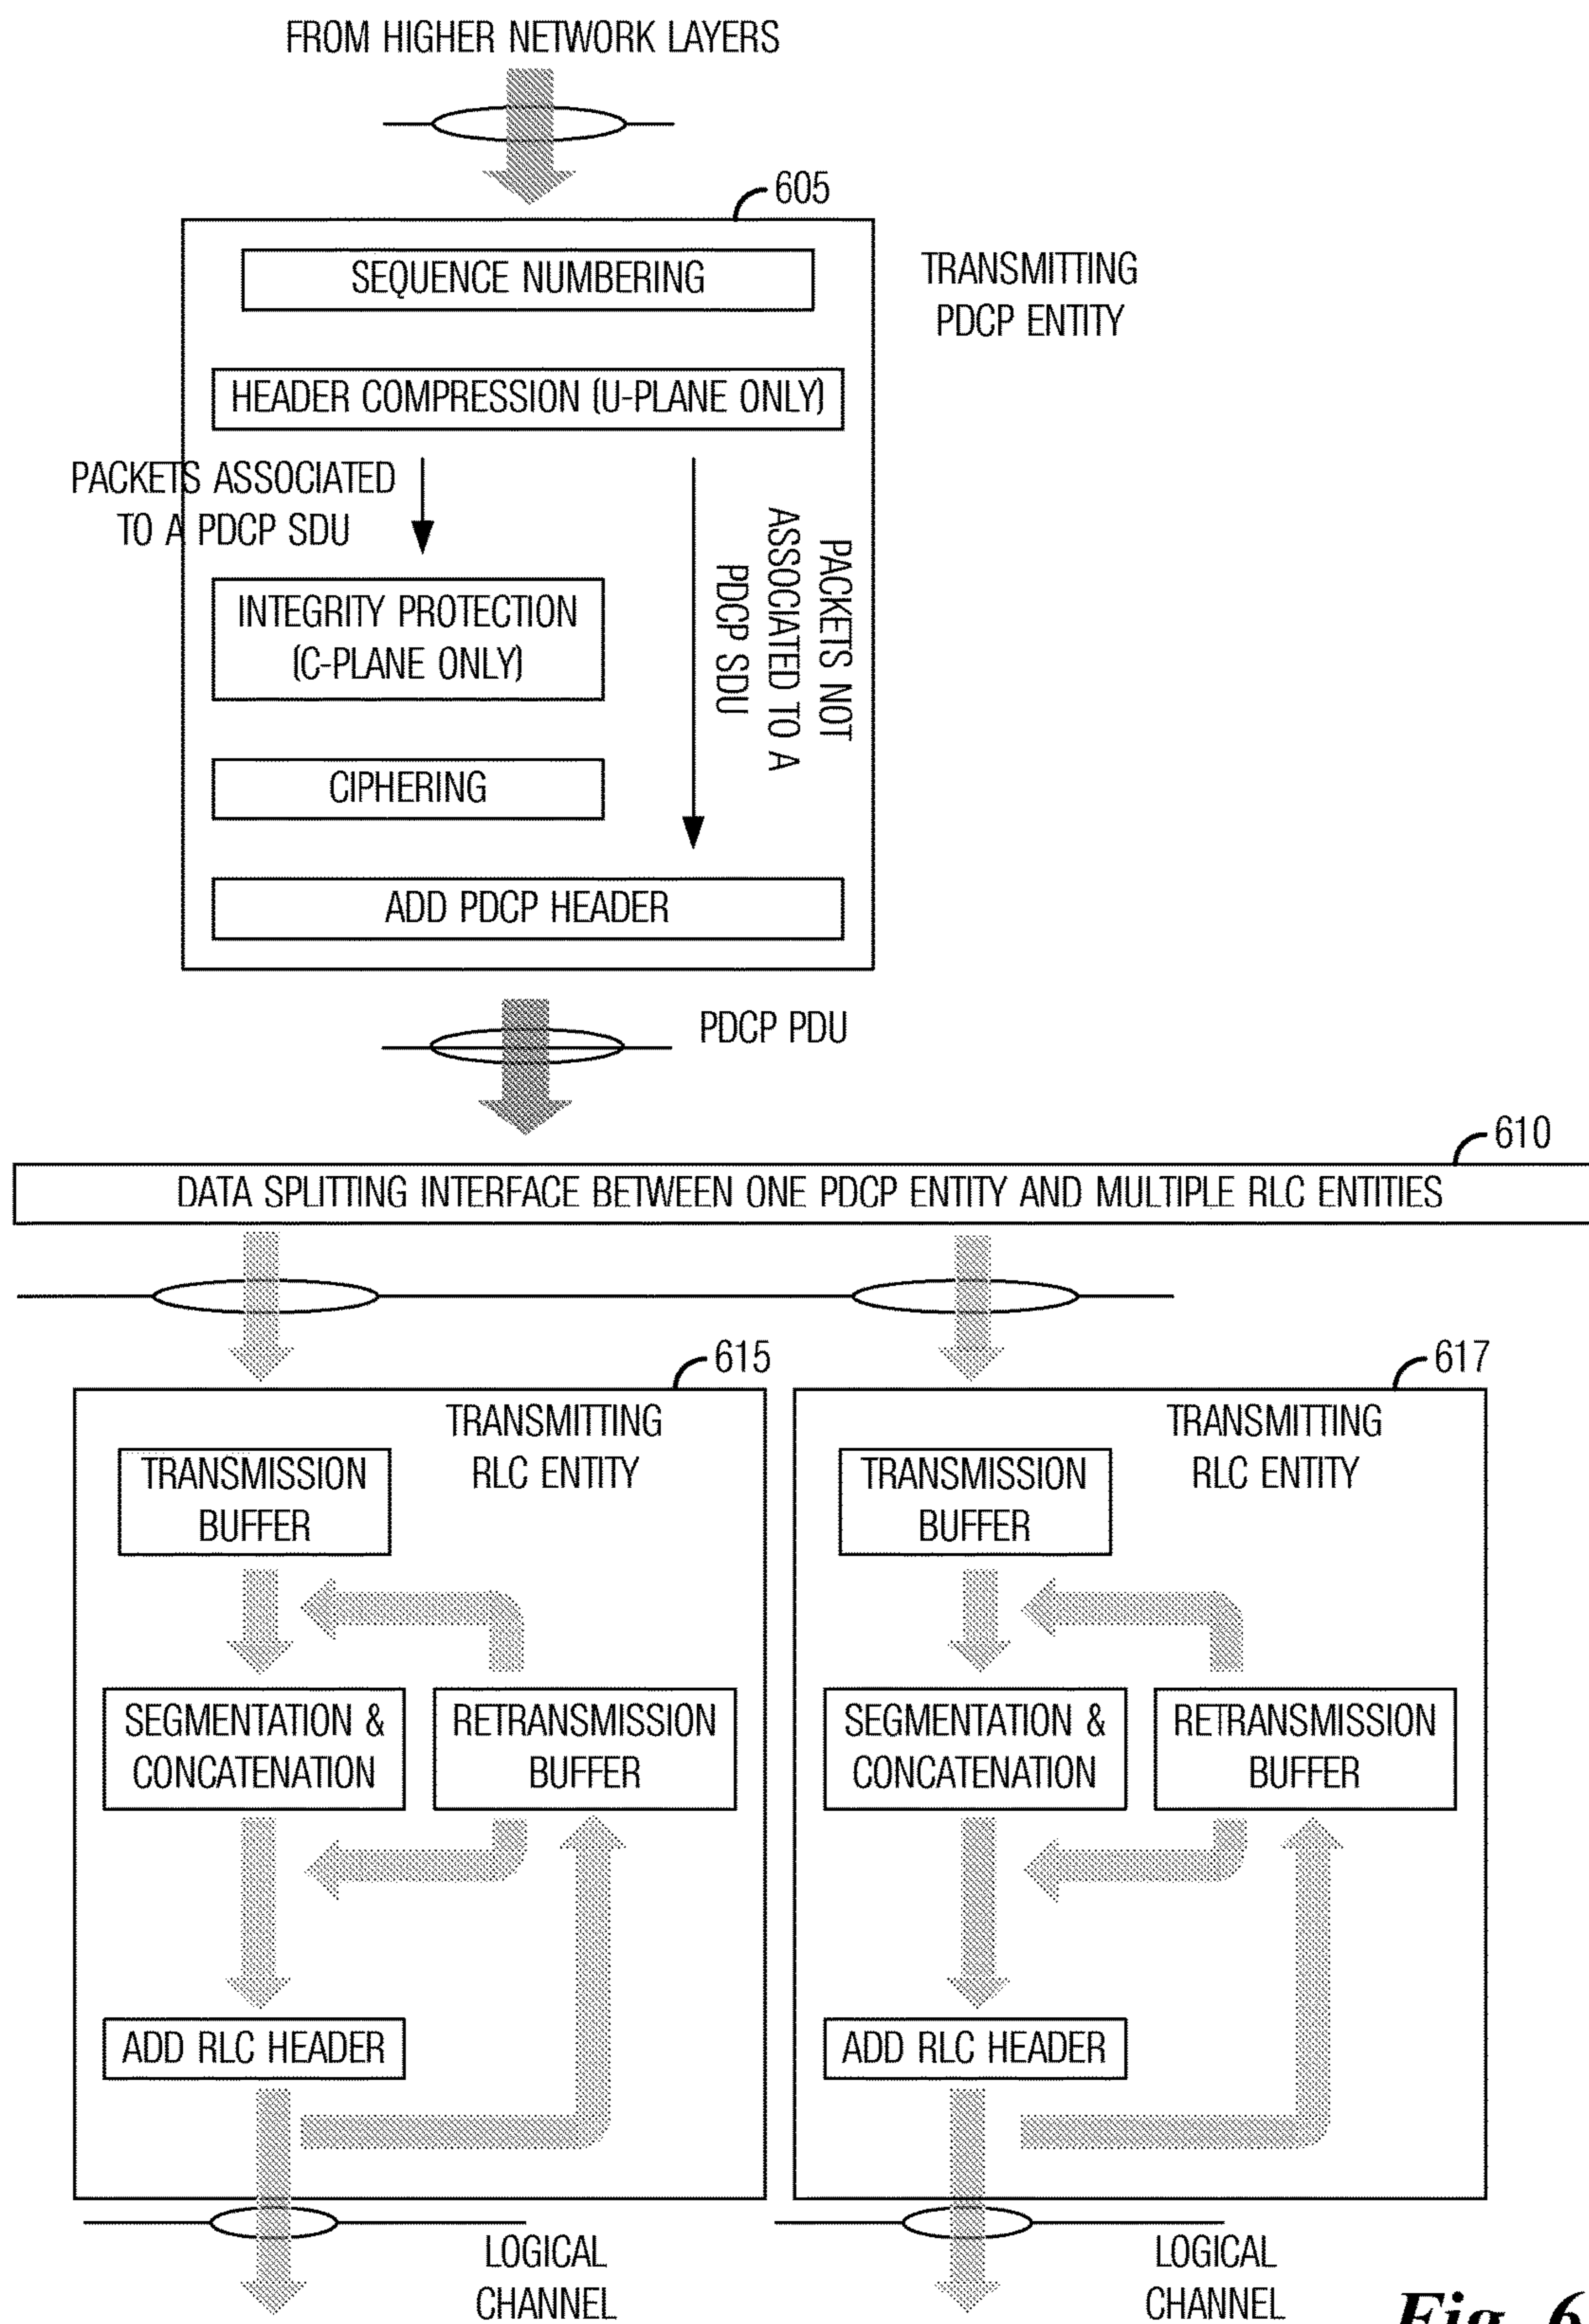 FROM HIGHER NETWORK LAYERS
605
SEQUENCE NUMBERING
TRANSMITTING
PDCP ENTITY
HEADER COMPRESSION (U-PLANE ONLY)
PACKETS ASSOCIATED
TO A PDCP SDU
PACKETS NOT
ASSOCIATED TO A
PDCP SDU
INTEGRITY PROTECTION
(C-PLANE ONLY)
CIPHERING
ADD PDCP HEADER
PDCP PDU
610
DATA SPLITTING INTERFACE BETWEEN ONE PDCP ENTITY AND MULTIPLE RLC ENTITIES
615
TRANSMITTING
RLC ENTITY
TRANSMISSION
BUFFER
SEGMENTATION &
CONCATENATION
RETRANSMISSION
BUFFER
ADD RLC HEADER
LOGICAL
CHANNEL
617
TRANSMITTING
RLC ENTITY
TRANSMISSION
BUFFER
SEGMENTATION &
CONCATENATION
RETRANSMISSION
BUFFER
ADD RLC HEADER
LOGICAL
CHANNEL
Fig. 6